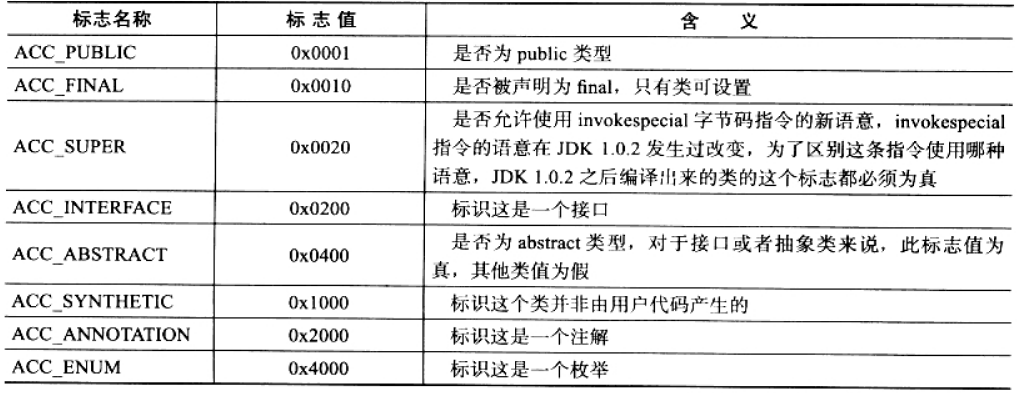 标志名称 标志值 含义
ACC_PUBLIC 0x0001 是否为 public 类型
ACC_FINAL 0x0010 是否被声明为 final，只有类可设置
是否允许使用 invokespecial 字节码指令的新语意，invokespecial
ACC_SUPER 0x0020 指令的语意在 JDK 1.0.2 发生过改变，为了区别这条指令使用哪种
语意，JDK 1.0.2 之后编译出来的类的这个标志都必须为真
ACC_INTERFACE 0x0200 标识这是一个接口
ACC_ABSTRACT 0x0400 是否为 abstract 类型，对于接口或者抽象类来说，此标志值为
真，其他类值为假
ACC_SYNTHETIC 0x1000 标识这个类并非由用户代码产生的
ACC_ANNOTATION 0x2000 标识这是一个注解
ACC_ENUM 0x4000 标识这是一个枚举